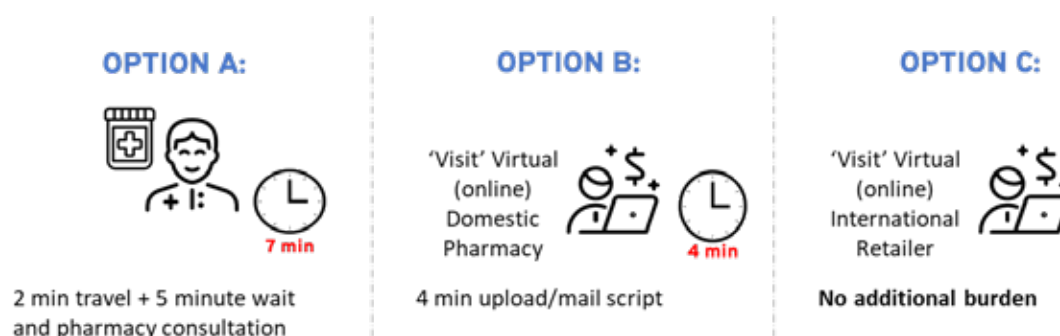 OPTION A:
7 min
2 min travel + 5 minute wait
and pharmacy consultation
OPTION B:
‘Visit’ Virtual
(online)
Domestic
Pharmacy
4 min
4 min upload/mail script
OPTION C:
‘Visit’ Virtual
(online)
International
Retailer
No additional burden